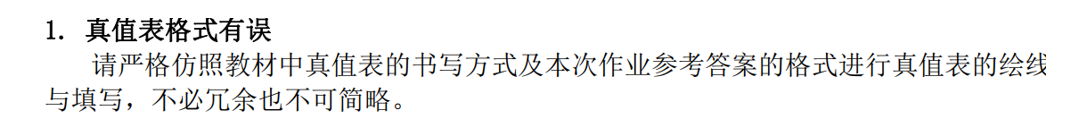 1. 真值表格式有误
请严格仿照教材中真值表的书写方式及本次作业参考答案的格式进行真值表的绘线
与填写，不必冗余也不可简略。